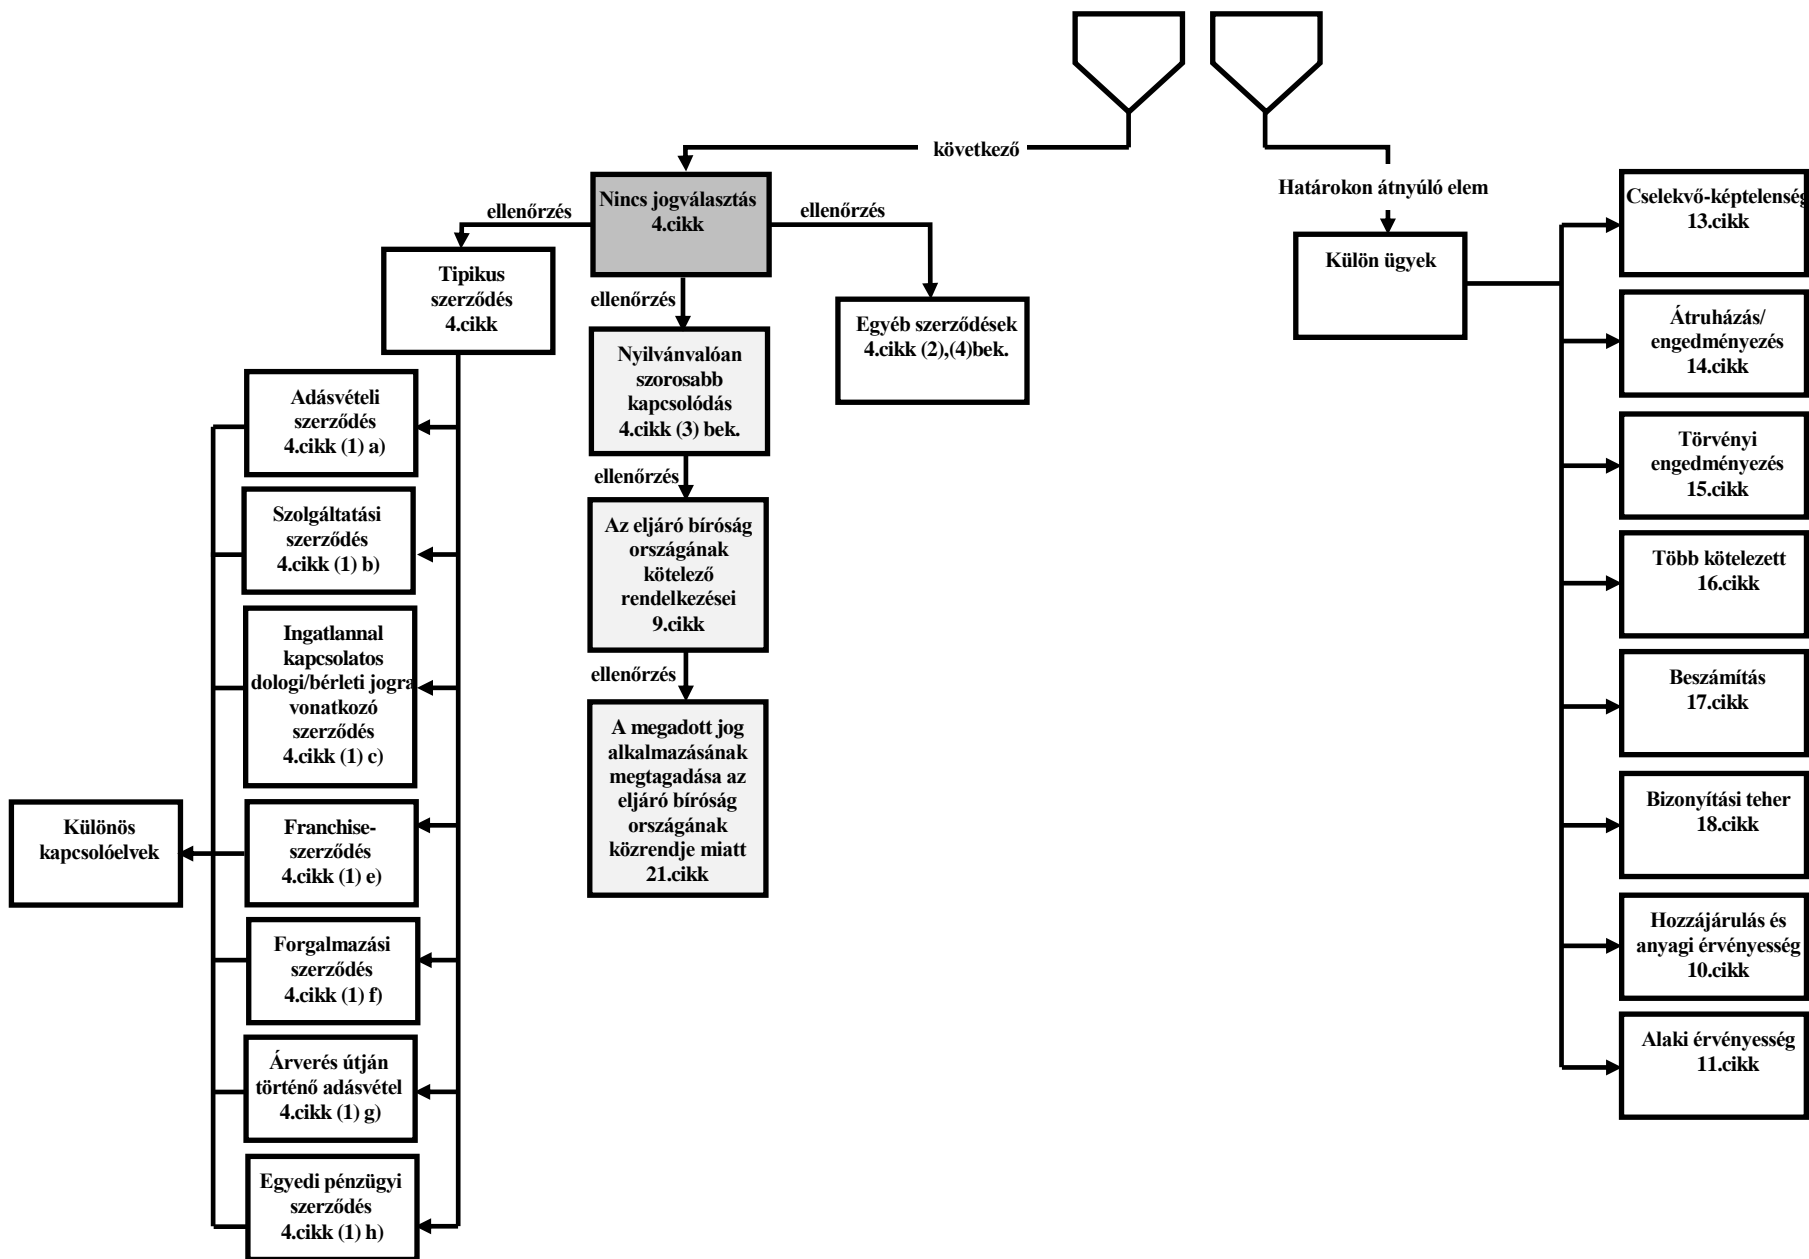 következő
Nincs jogválasztás
4.cikk
ellenőrzés
ellenőrzés
ellenőrzés
Tipikus
szerződés
4.cikk
Egyéb szerződések
4.cikk (2),(4)bek.
Nyilvánvalóan
szorosabb
kapcsolódás
4.cikk (3) bek.
ellenőrzés
Az eljáró bíróság
országának
kötelező
rendelkezései
9.cikk
ellenőrzés
A megadott jog
alkalmazásának
megtagadása az
eljáró bíróság
országának
közrendje miatt
21.cikk
Adásvételi
szerződés
4.cikk (1) a)
Szolgáltatási
szerződés
4.cikk (1) b)
Ingatlannal
kapcsolatos
dologi/bérleti jogra
vonatkozó
szerződés
4.cikk (1) c)
Franchise-
szerződés
4.cikk (1) e)
Forgalmazási
szerződés
4.cikk (1) f)
Árverés útján
történő adásvétel
4.cikk (1) g)
Egyedi pénzügyi
szerződés
4.cikk (1) h)
Különös
kapcsolóelvek
Határokon átnyúló elem
Külön ügyek
Cselekvő-képtelenség
13.cikk
Átruházás/
engedményezés
14.cikk
Törvényi
engedményezés
15.cikk
Több kötelezett
16.cikk
Beszámítás
17.cikk
Bizonyítási teher
18.cikk
Hozzájárulás és
anyagi érvényesség
10.cikk
Alaki érvényesség
11.cikk